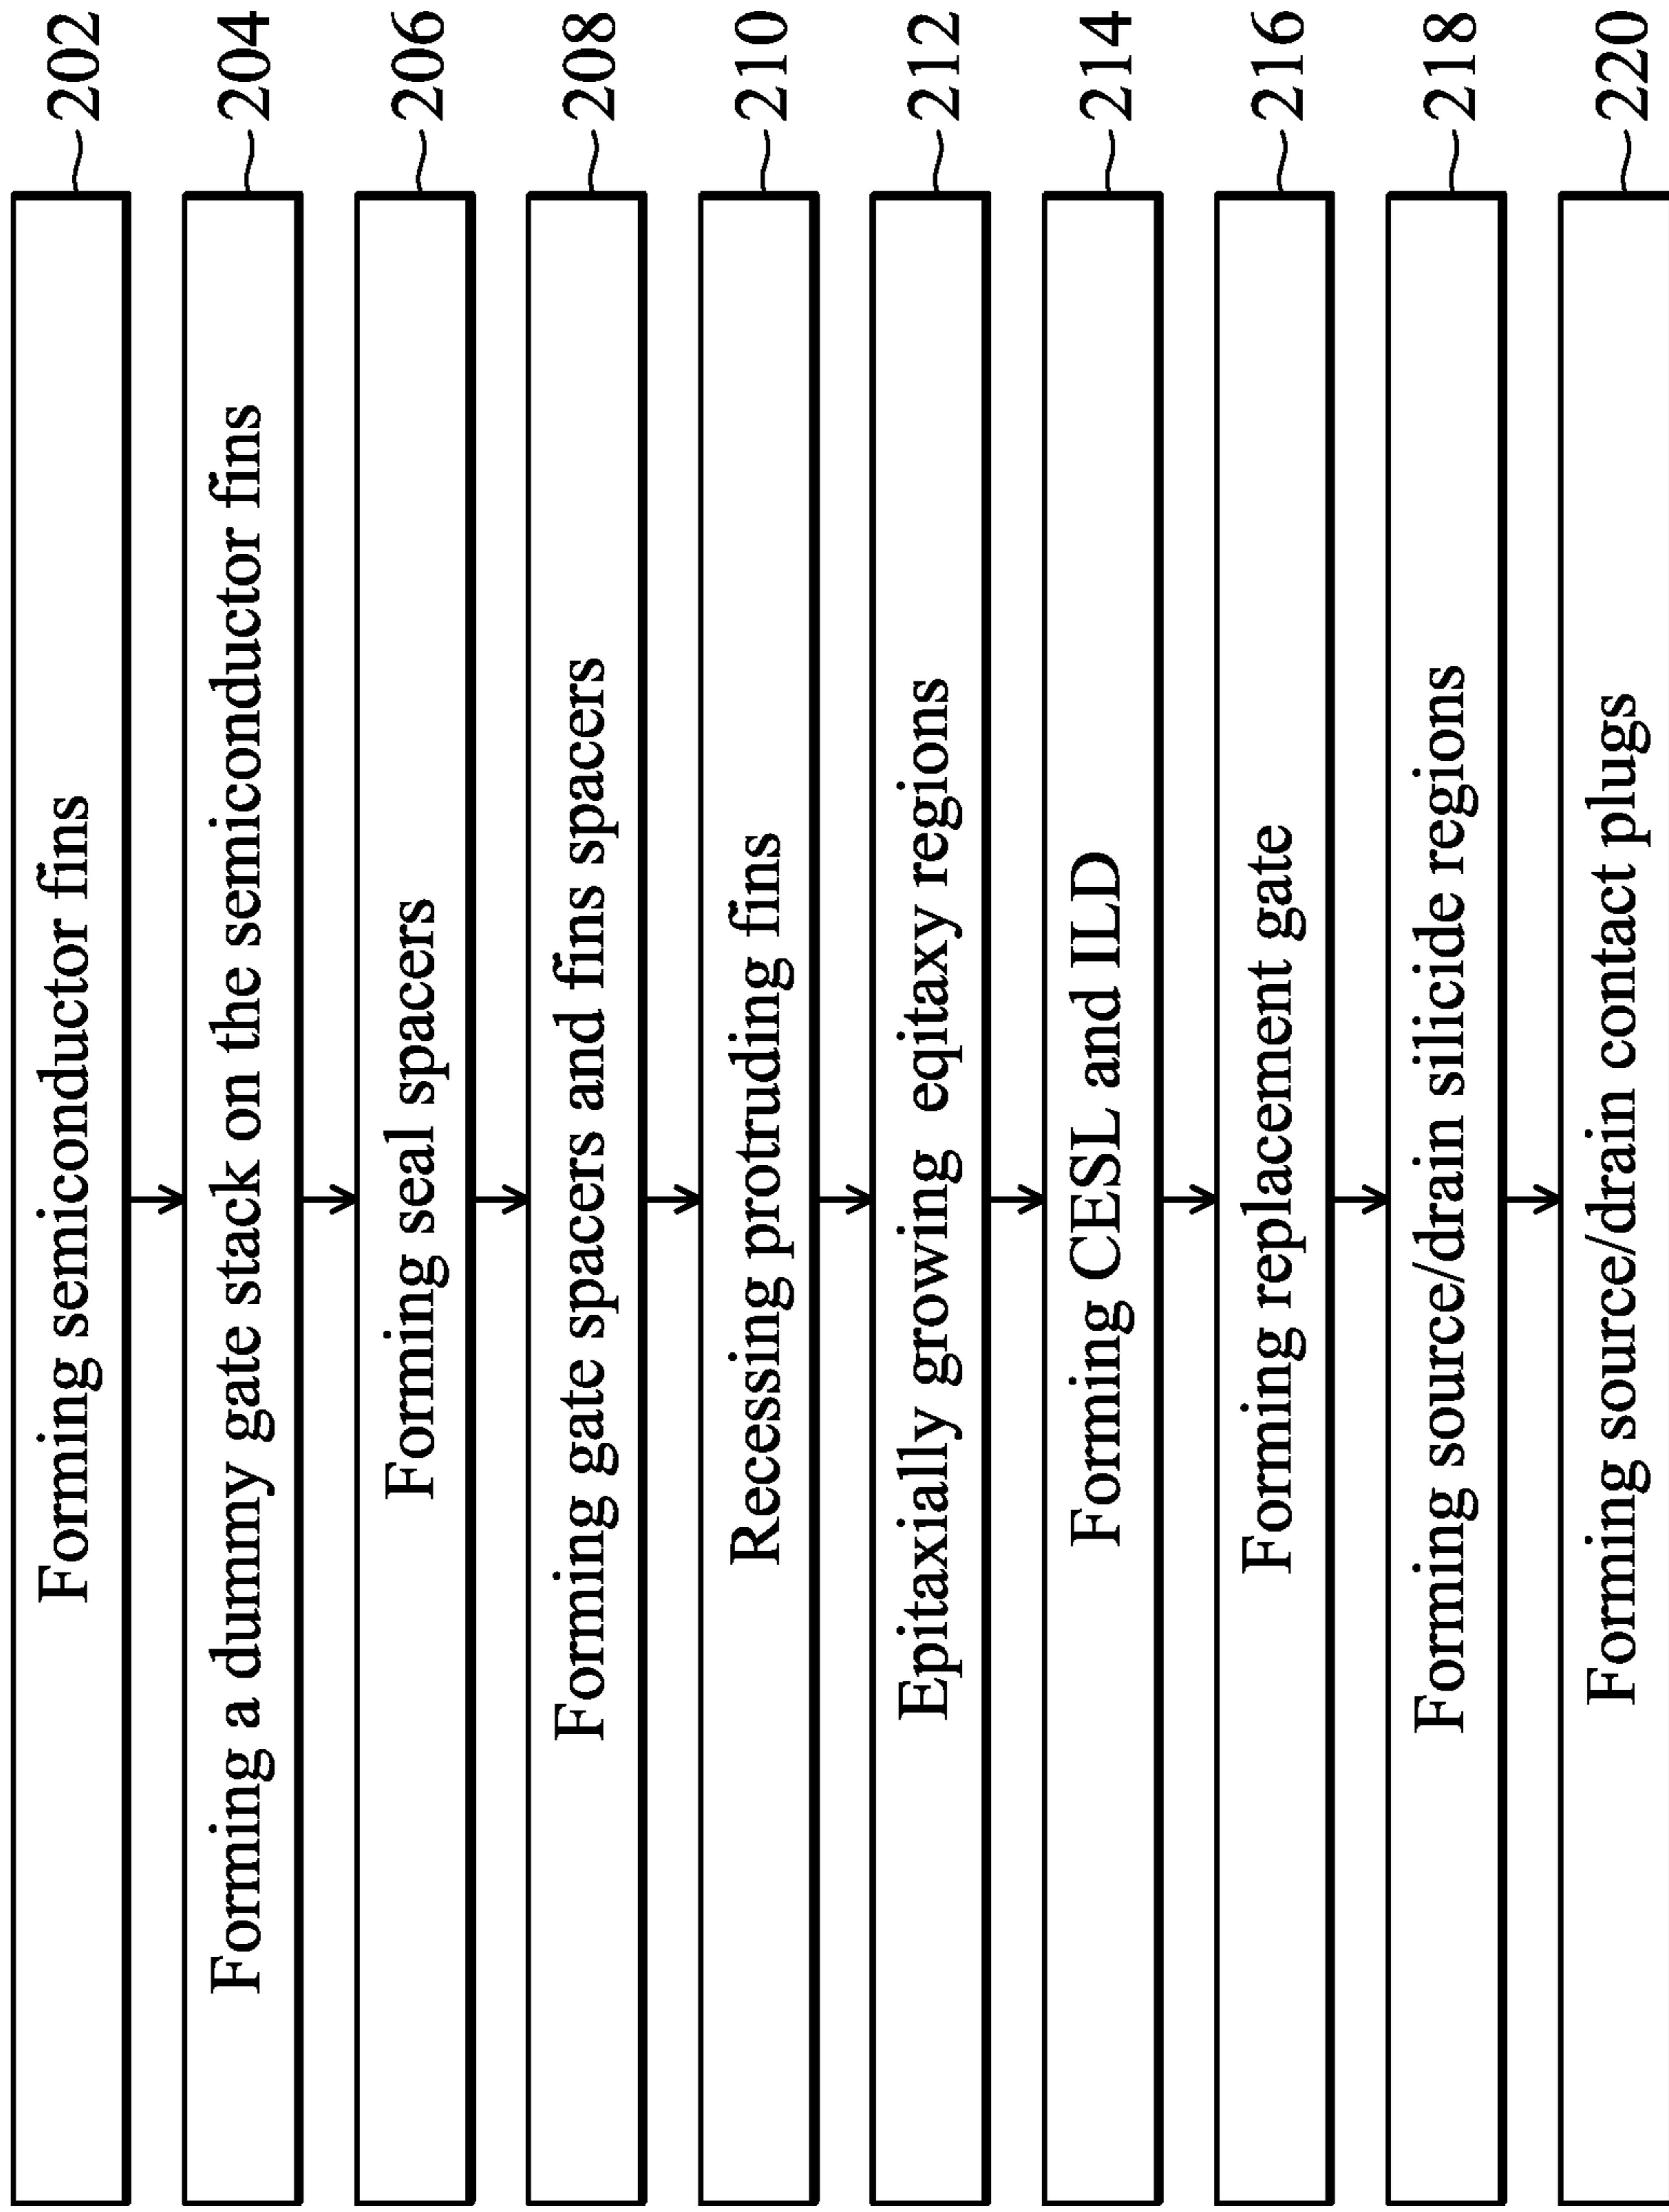 Forming semiconductor fins 202
Forming a dummy gate stack on the semiconductor fins 204
Forming seal spacers 206
Forming gate spacers and fins spacers 208
Recessing protruding fins 210
Epitaxially growing eqitaxy regions 212
Forming CESL and ILD 214
Forming replacement gate 216
Forming source/drain silicide regions 218
Forming source/drain contact plugs 220